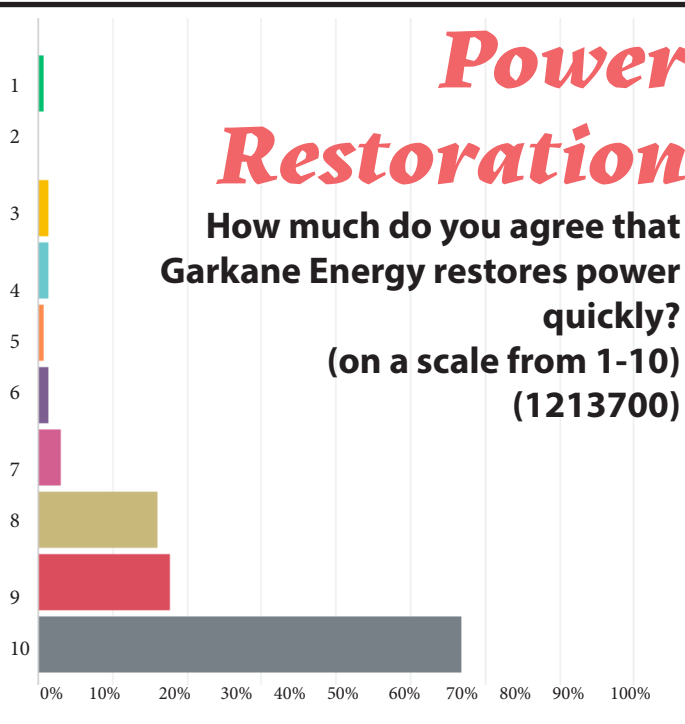 Power
Restoration
How much do you agree that
Garkane Energy restores power
quickly?
(on a scale from 1-10)
(1213700)
1
2
3
4
5
6
7
8
9
10
0% 10% 20% 30% 40% 50% 60% 70% 80% 90% 100%